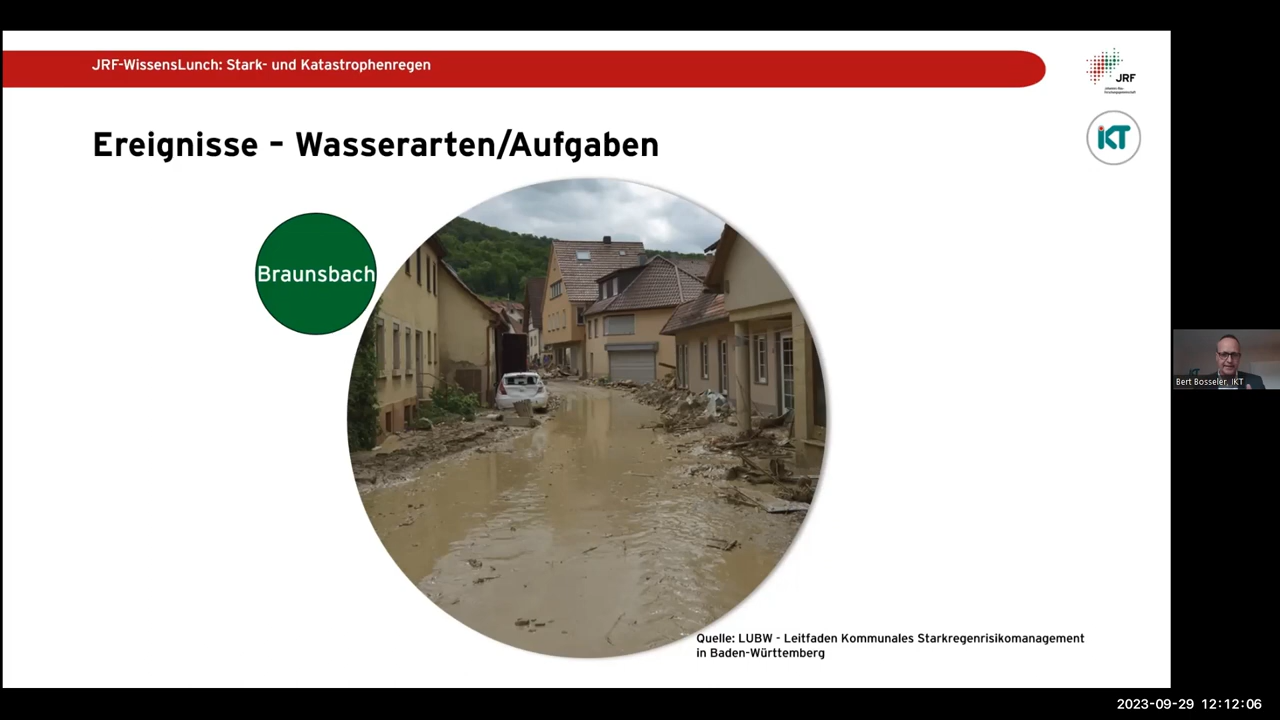 JRF-WissensLunch: Stark- und Katastrophenregen
JRF
IKT
Ereignisse – Wasserarten/Aufgaben
Braunsbach
Bert Bosseler, IKT
Quelle: LUBW - Leitfaden Kommunales Starkregenrisikomanagement
in Baden-Württemberg
2023-09-29 12:12:06